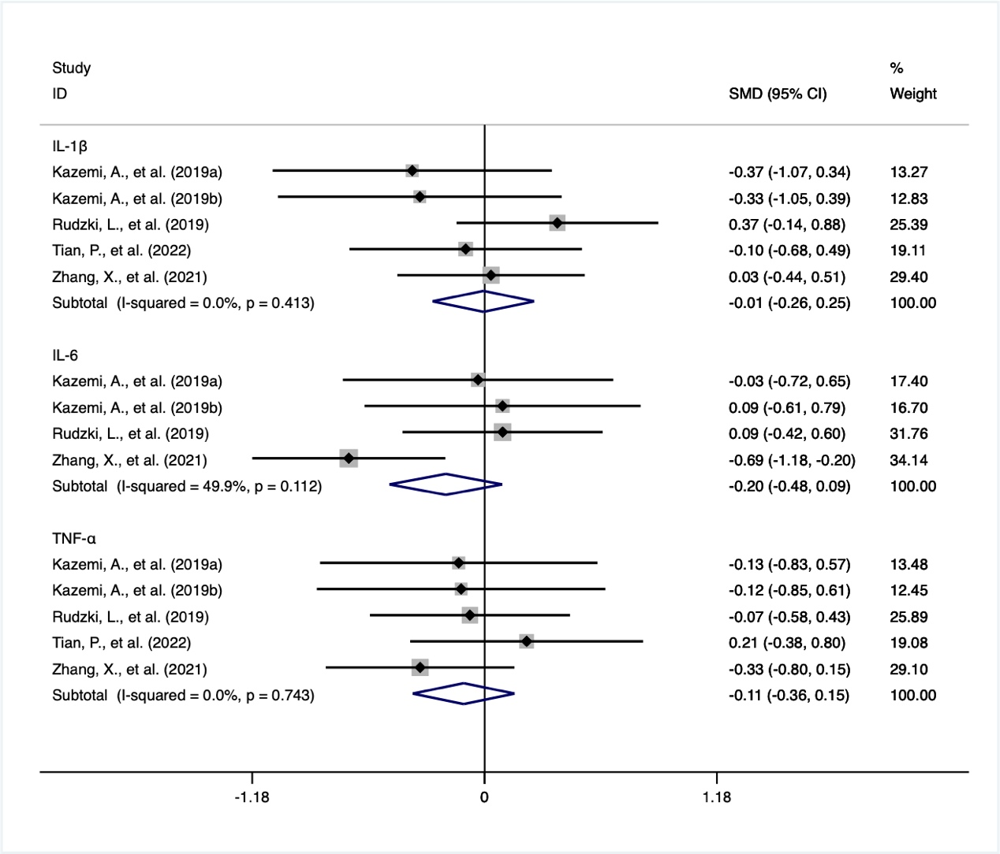 Study %
ID SMD (95% CI) Weight
IL-1β
Kazemi, A., et al. (2019a) -0.37 (-1.07, 0.34) 13.27
Kazemi, A., et al. (2019b) -0.33 (-1.05, 0.39) 12.83
Rudzki, L., et al. (2019) 0.37 (-0.14, 0.88) 25.39
Tian, P., et al. (2022) -0.10 (-0.68, 0.49) 19.11
Zhang, X., et al. (2021) 0.03 (-0.44, 0.51) 29.40
Subtotal (I-squared = 0.0%, p = 0.413) -0.01 (-0.26, 0.25) 100.00
IL-6
Kazemi, A., et al. (2019a) -0.03 (-0.72, 0.65) 17.40
Kazemi, A., et al. (2019b) 0.09 (-0.61, 0.79) 16.70
Rudzki, L., et al. (2019) 0.09 (-0.42, 0.60) 31.76
Zhang, X., et al. (2021) -0.69 (-1.18, -0.20) 34.14
Subtotal (I-squared = 49.9%, p = 0.112) -0.20 (-0.48, 0.09) 100.00
TNF-α
Kazemi, A., et al. (2019a) -0.13 (-0.83, 0.57) 13.48
Kazemi, A., et al. (2019b) -0.12 (-0.85, 0.61) 12.45
Rudzki, L., et al. (2019) -0.07 (-0.58, 0.43) 25.89
Tian, P., et al. (2022) 0.21 (-0.38, 0.80) 19.08
Zhang, X., et al. (2021) -0.33 (-0.80, 0.15) 29.10
Subtotal (I-squared = 0.0%, p = 0.743) -0.11 (-0.36, 0.15) 100.00
-1.18 0 1.18